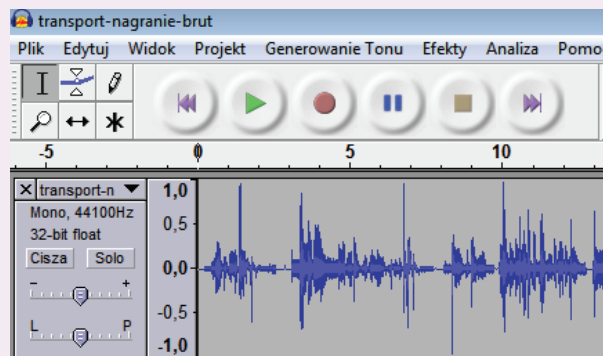 transport-nagranie-brut
Plik Edytuj Widok Projekt Generowanie Tonu Efekty Analiza Pomo
-5 0 5 10
transport-n
Mono, 44100Hz
32-bit float
Cisza Solo
- +
L P
1,0
0,5
0,0
-0,5
-1,0